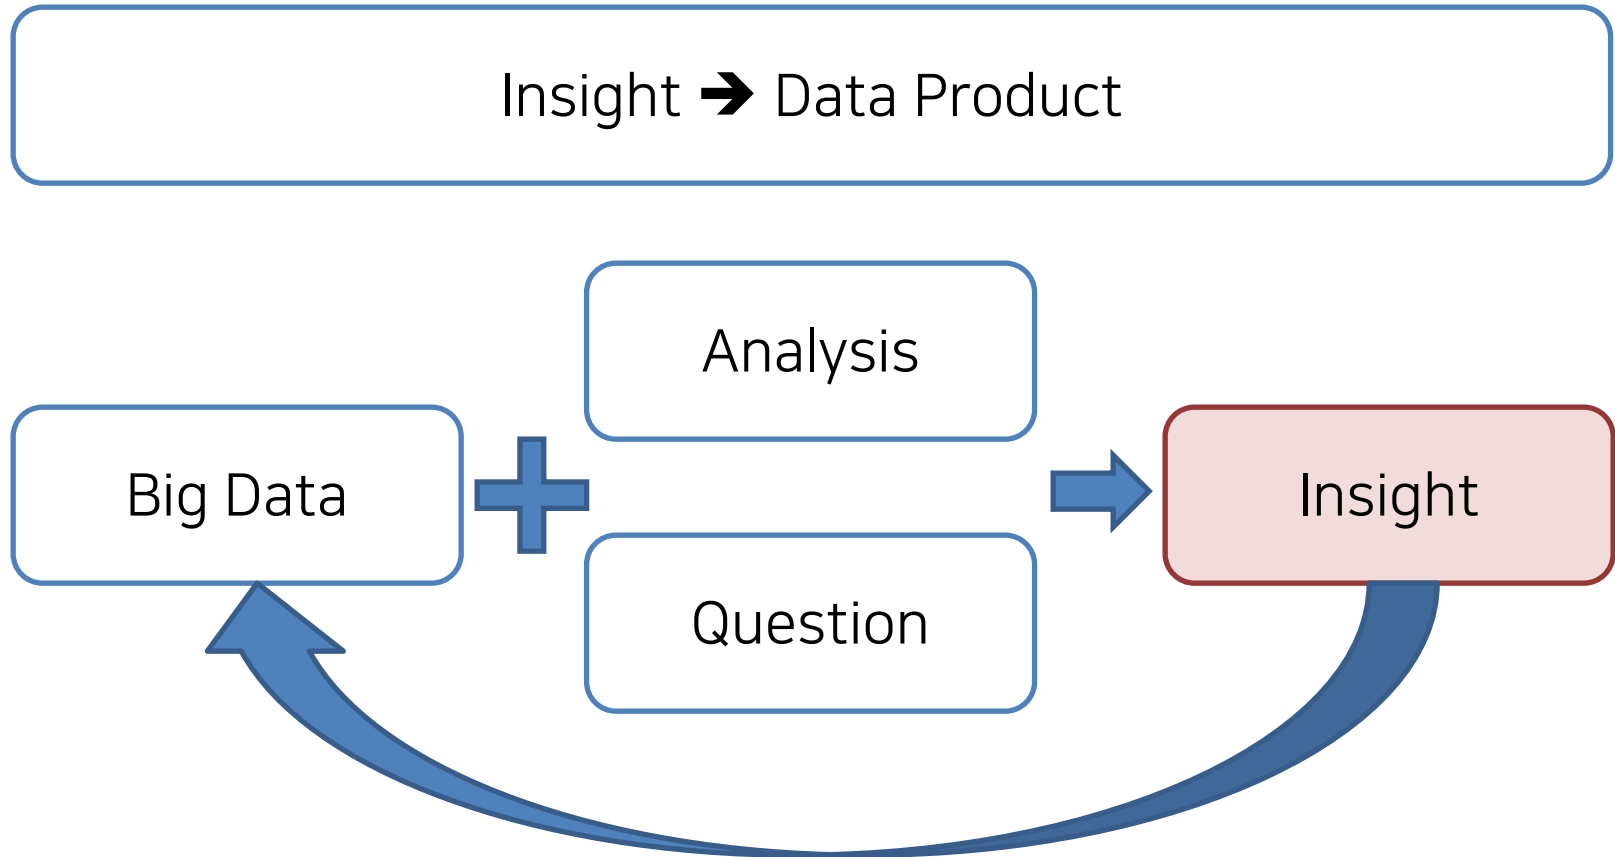 Insight ➔ Data Product
Analysis
Big Data
Insight
Question